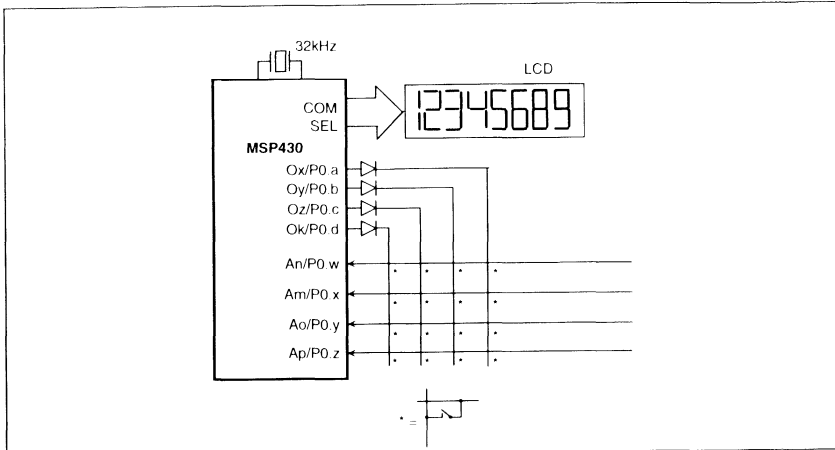 32kHz
LCD
COM
SEL
12345689
MSP430
Ox/P0.a
Oy/P0.b
Oz/P0.c
Ok/P0.d
An/P0.w
Am/P0.x
Ao/P0.y
Ap/P0.z
* * * *
* * * *
* * * *
* * * *
* =